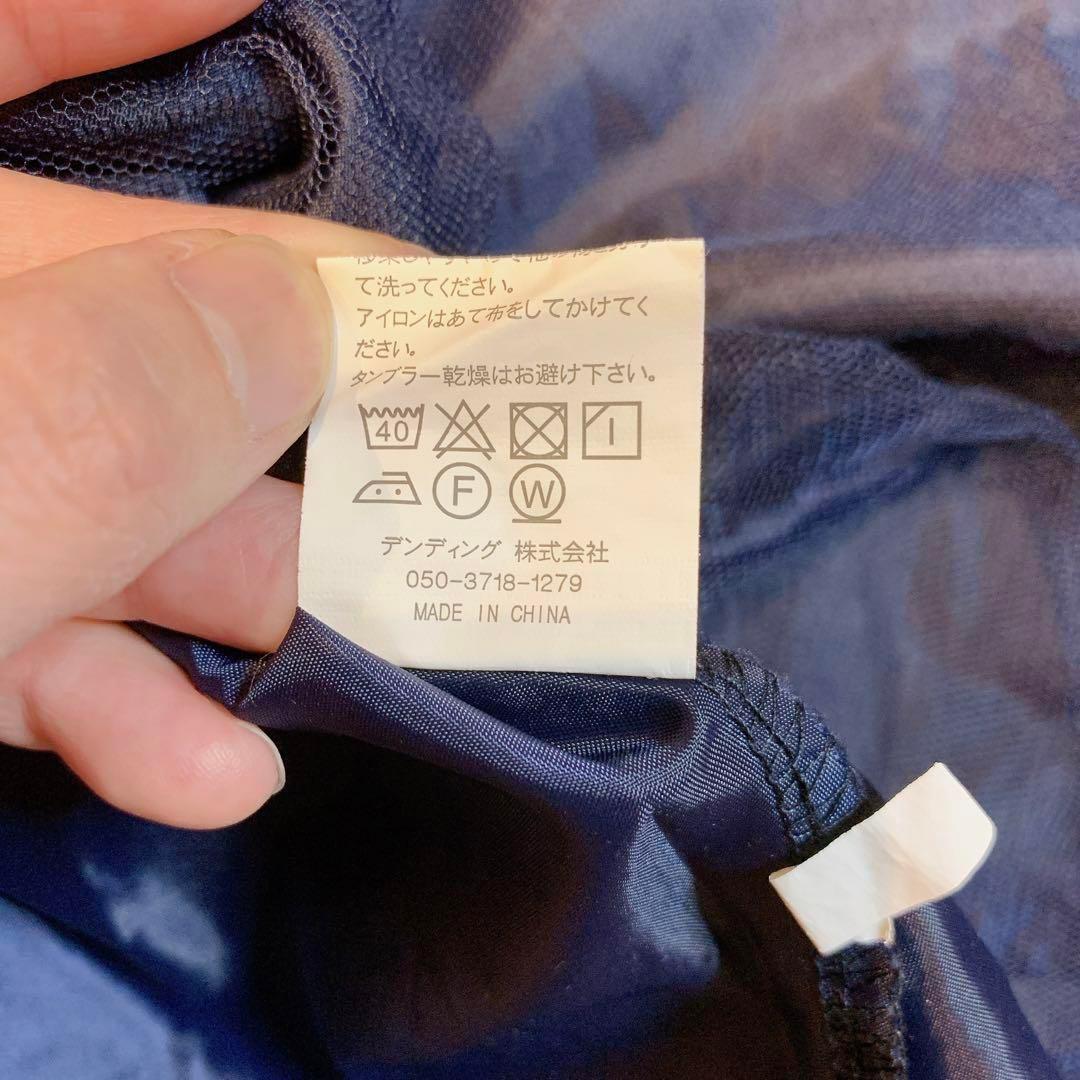 て洗ってください。
アイロンはあて布をしてかけてく
ださい。
タンブラー乾燥はお避け下さい。
40
F W
デンディング 株式会社
050-3718-1279
MADE IN CHINA